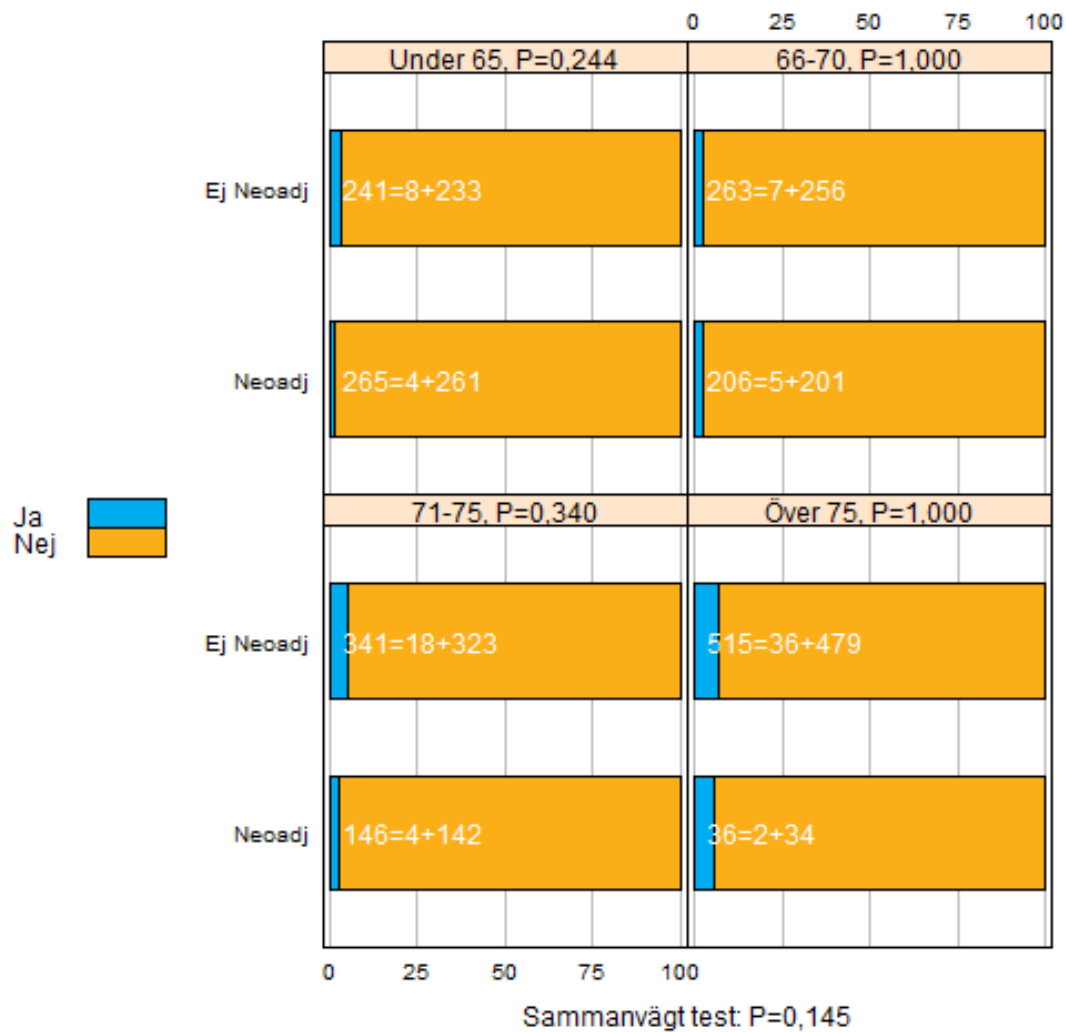 0 25 50 75 100
Under 65, P=0,244 66-70, P=1,000
Ej Neoadj 241=8+233 263=7+256
Neoadj 265=4+261 206=5+201
Ja
Nej
71-75, P=0,340 Över 75, P=1,000
Ej Neoadj 341=18+323 515=36+479
Neoadj 146=4+142 36=2+34
0 25 50 75 100
Sammanvägt test: P=0,145